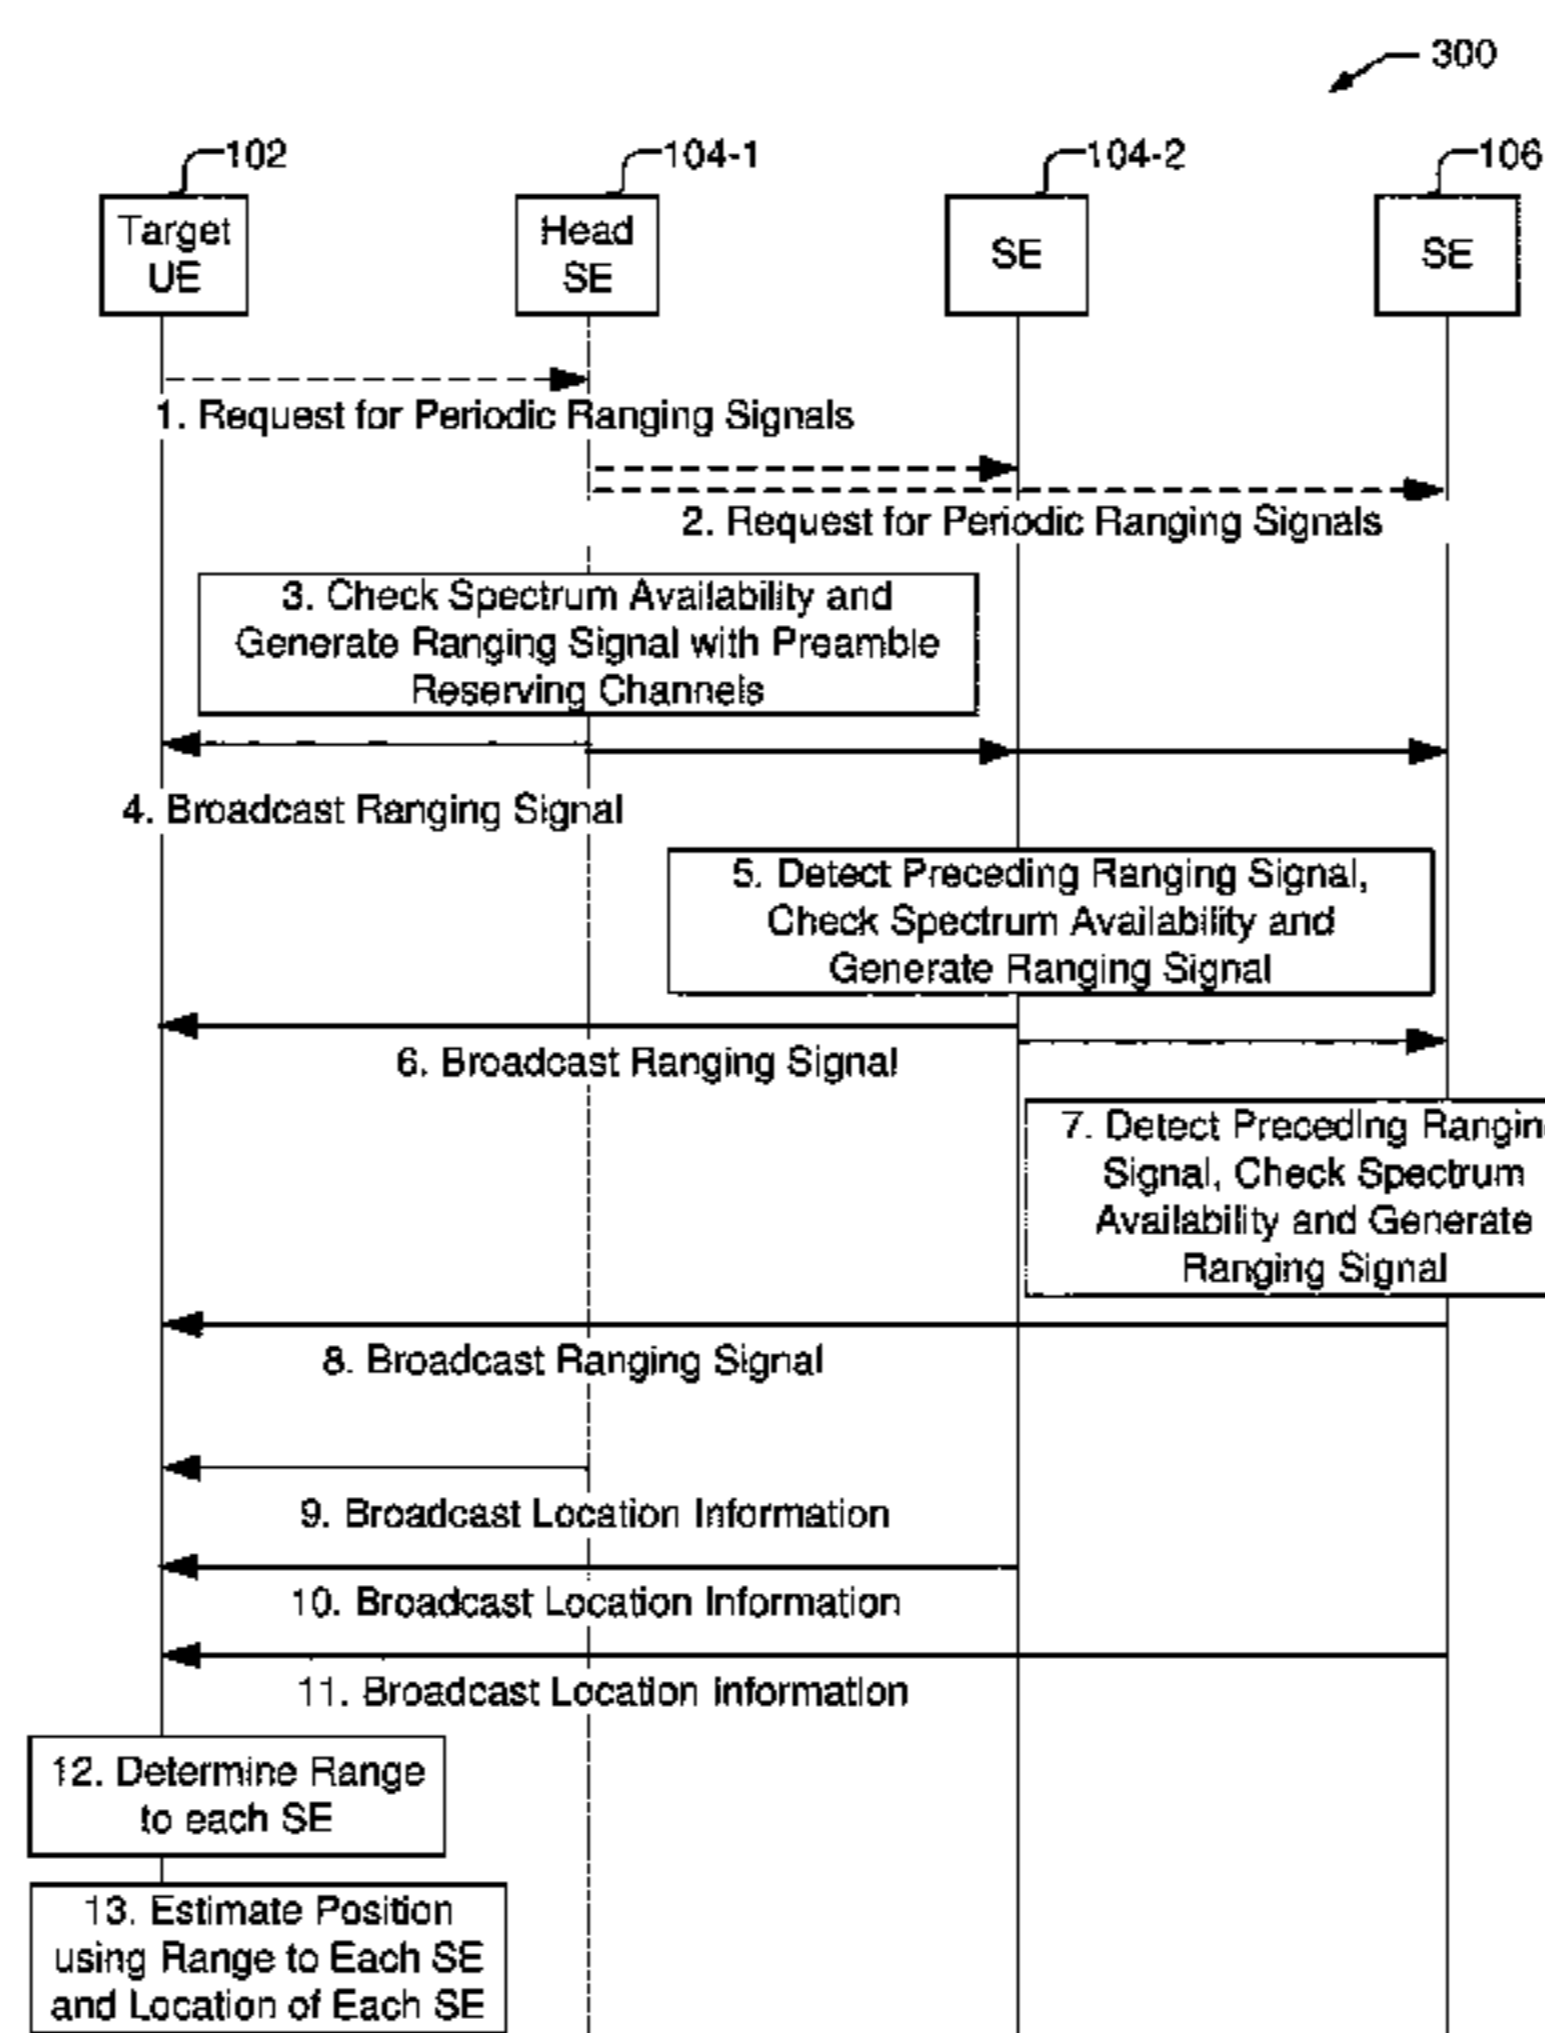 300
102
104-1
104-2
106
Target
UE
Head
SE
SE
SE
1. Request for Periodic Ranging Signals
2. Request for Periodic Ranging Signals
3. Check Spectrum Availability and
Generate Ranging Signal with Preamble
Reserving Channels
4. Broadcast Ranging Signal
5. Detect Preceding Ranging Signal,
Check Spectrum Availability and
Generate Ranging Signal
6. Broadcast Ranging Signal
7. Detect Preceding Ranging
Signal, Check Spectrum
Availability and Generate
Ranging Signal
8. Broadcast Ranging Signal
9. Broadcast Location Information
10. Broadcast Location Information
11. Broadcast Location Information
12. Determine Range
to each SE
13. Estimate Position
using Range to Each SE
and Location of Each SE